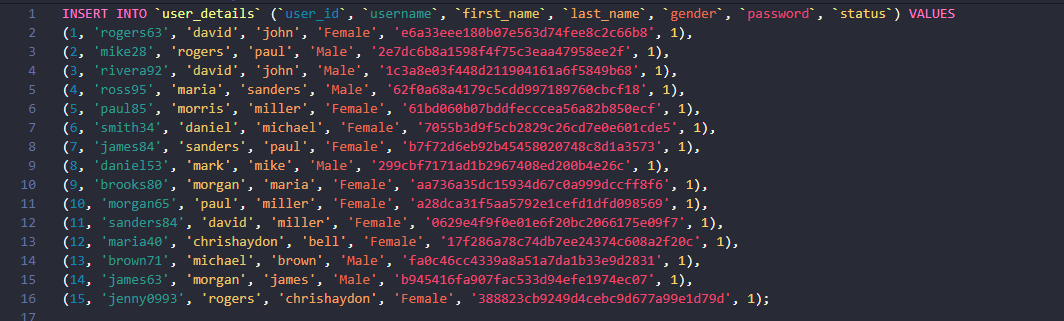 1 INSERT INTO `user_details` (`user_id`, `username`, `first_name`, `last_name`, `gender`, `password`, `status`) VALUES
2 (1, 'rogers63', 'david', 'john', 'Female', 'e6a33eee180b07e563d74fee8c2c66b8', 1),
3 (2, 'mike28', 'rogers', 'paul', 'Male', '2e7dc6b8a1598f4f75c3eaa47958ee2f', 1),
4 (3, 'rivera92', 'david', 'john', 'Male', '1c3a8e03f448d211904161a6f5849b68', 1),
5 (4, 'ross95', 'maria', 'sanders', 'Male', '62f0a68a4179c5cdd997189760cbcf18', 1),
6 (5, 'paul85', 'morris', 'miller', 'Female', '61bd060b07bddfecccea56a82b850ecf', 1),
7 (6, 'smith34', 'daniel', 'michael', 'Female', '7055b3d9f5cb2829c26cd7e0e601cde5', 1),
8 (7, 'james84', 'sanders', 'paul', 'Female', 'b7f72d6eb92b45458020748c8d1a3573', 1),
9 (8, 'daniel53', 'mark', 'mike', 'Male', '299cbf7171ad1b2967408ed200b4e26c', 1),
10 (9, 'brooks80', 'morgan', 'maria', 'Female', 'aa736a35dc15934d67c0a999dccff8f6', 1),
11 (10, 'morgan65', 'paul', 'miller', 'Female', 'a28dca31f5aa5792e1cefd1dfd098569', 1),
12 (11, 'sanders84', 'david', 'miller', 'Female', '0629e4f9f0e01e6f20bc2066175e09f7', 1),
13 (12, 'maria40', 'chrishaydon', 'bell', 'Female', '17f286a78c74db7ee24374c608a2f20c', 1),
14 (13, 'brown71', 'michael', 'brown', 'Male', 'fa0c46cc4339a8a51a7da1b33e9d2831', 1),
15 (14, 'james63', 'morgan', 'james', 'Male', 'b945416fa907fac533d94efe1974ec07', 1),
16 (15, 'jenny0993', 'rogers', 'chrishaydon', 'Female', '388823cb9249d4cebc9d677a99e1d79d', 1);
17